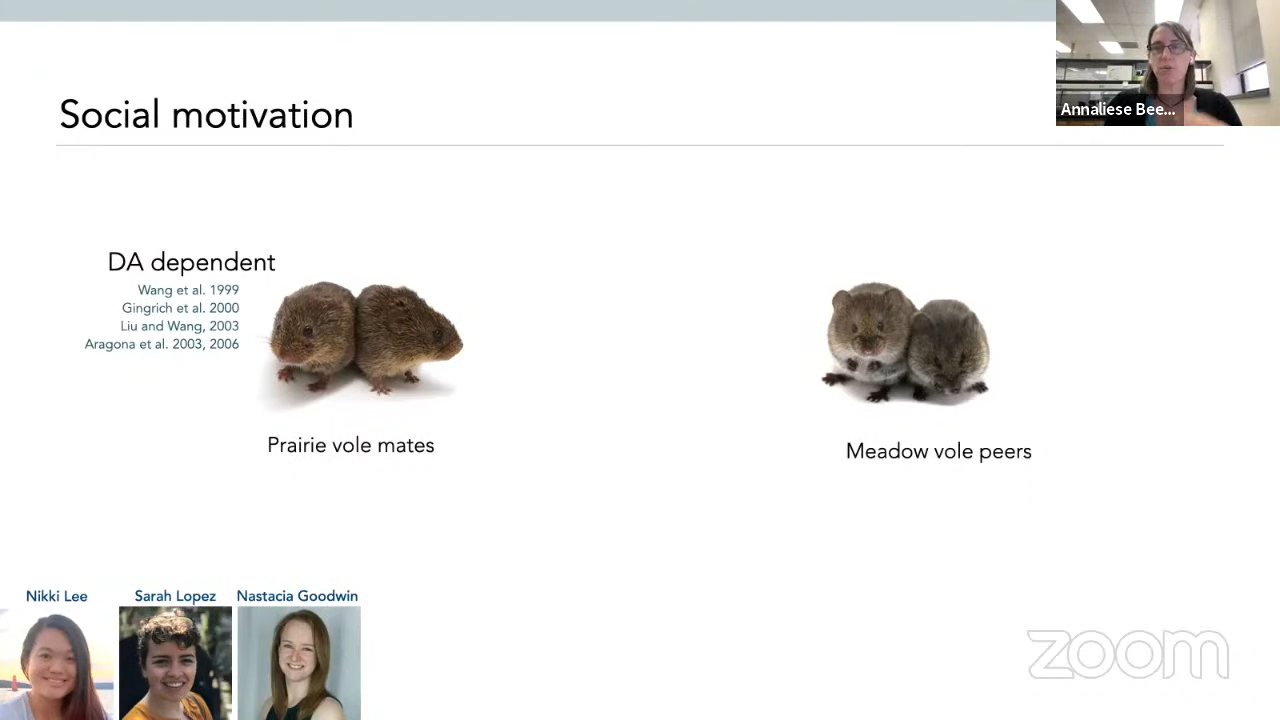 Annaliese Bee...
Social motivation
DA dependent
Wang et al. 1999
Gingrich et al. 2000
Liu and Wang, 2003
Aragona et al. 2003, 2006
Prairie vole mates
Meadow vole peers
Nikki Lee
Sarah Lopez
Nastacia Goodwin
zoom